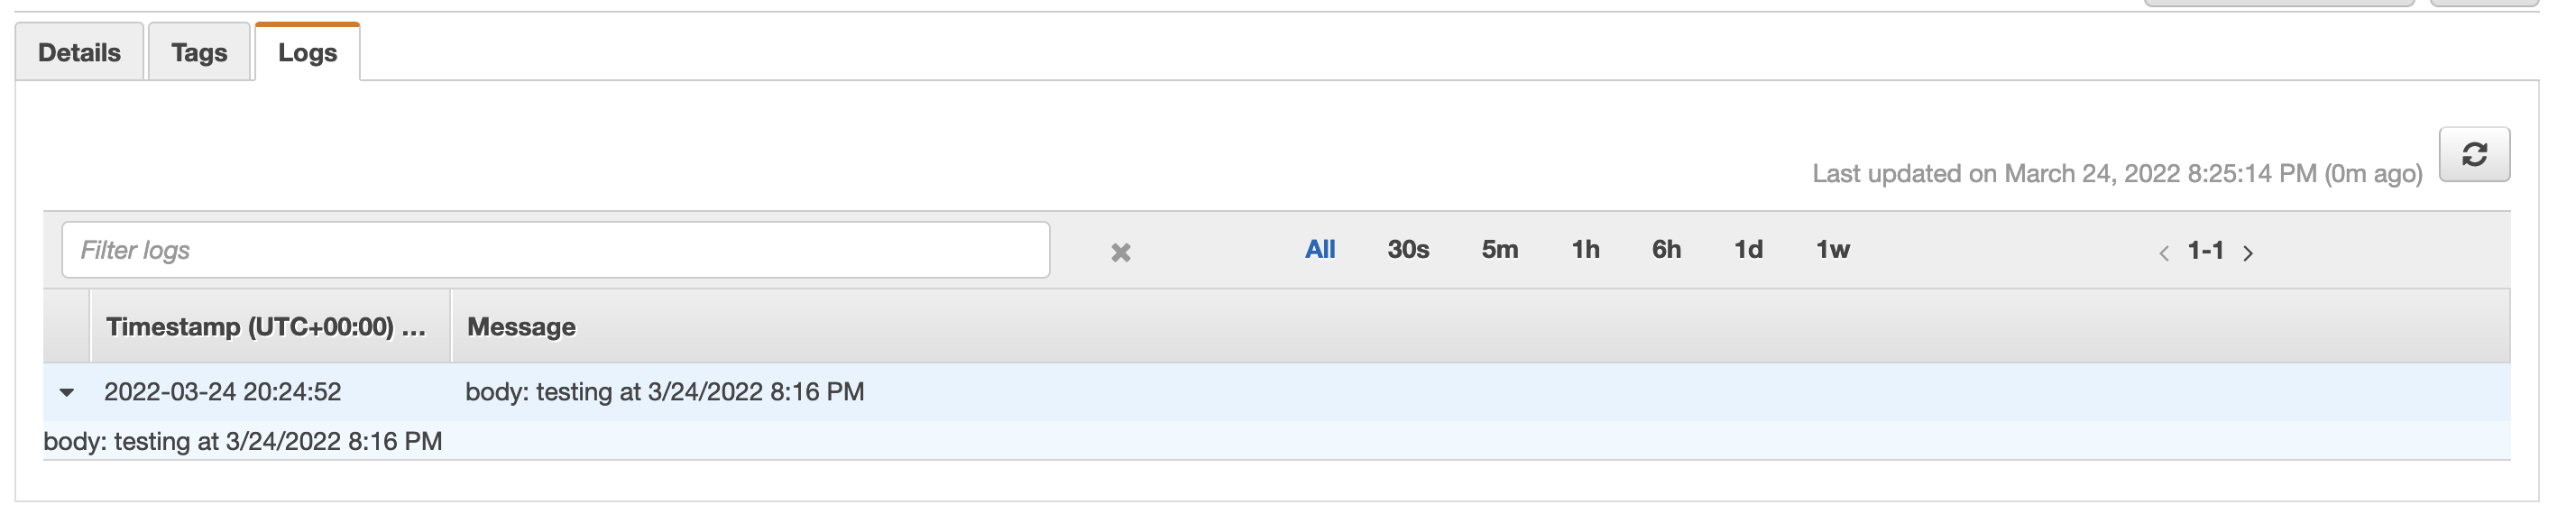 Details Tags Logs
Last updated on March 24, 2022 8:25:14 PM (0m ago)
Filter logs All 30s 5m 1h 6h 1d 1w 1-1
Timestamp (UTC+00:00) ... Message
2022-03-24 20:24:52 body: testing at 3/24/2022 8:16 PM
body: testing at 3/24/2022 8:16 PM